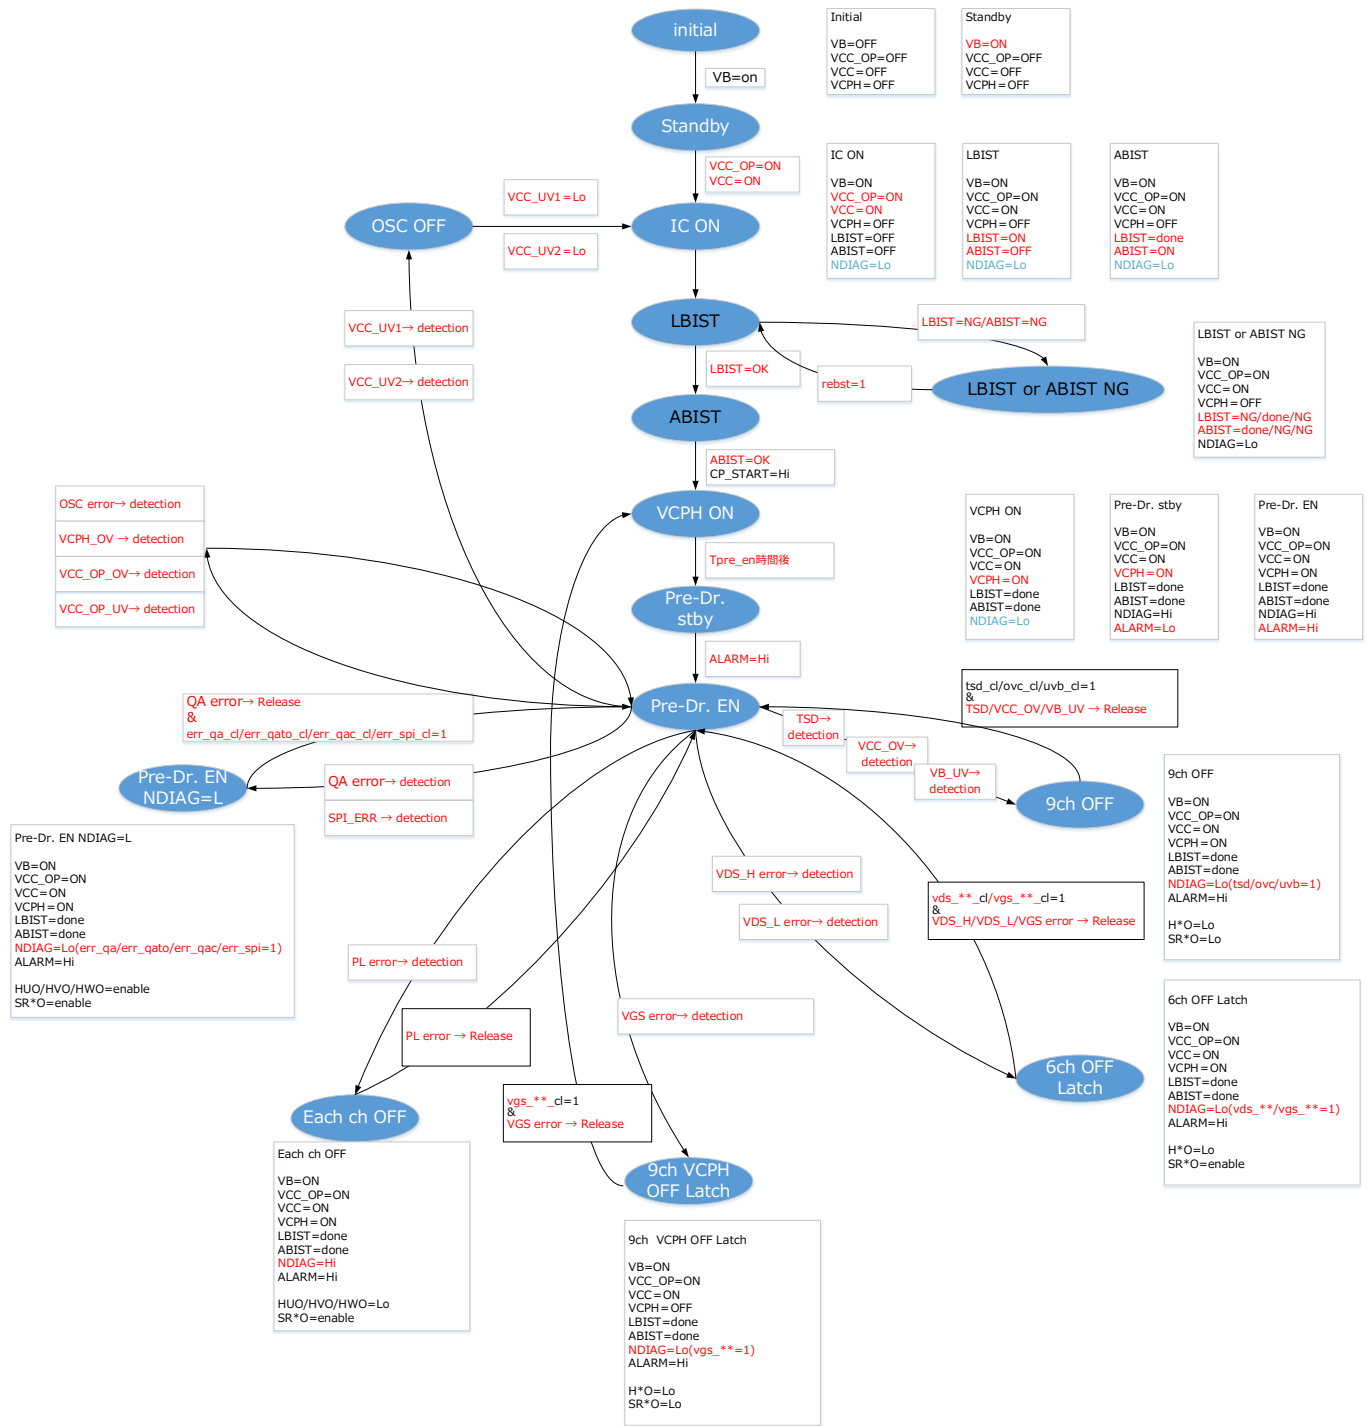 initial
VB=on
Standby
VCC_OP=ON
VCC=ON
OSC OFF
VCC_UV1=Lo
VCC_UV2=Lo
IC ON
VCC_UV1→ detection
VCC_UV2→ detection
LBIST
LBIST=NG/ABIST=NG
rebst=1
LBIST or ABIST NG
LBIST=OK
ABIST
ABIST=OK
CP_START=Hi
VCPH ON
Tpre_en時間後
Pre-Dr.
stby
ALARM=Hi
Pre-Dr. EN
OSC error→ detection
VCPH_OV → detection
VCC_OP_OV→ detection
VCC_OP_UV→ detection
QA error→ Release
&
err_qa_cl/err_qato_cl/err_qac_cl/err_spi_cl=1
Pre-Dr. EN
NDIAG=L
QA error→ detection
SPI_ERR → detection
TSD→
detection
VCC_OV→
detection
VB_UV→
detection
tsd_cl/ovc_cl/uvb_cl=1
&
TSD/VCC_OV/VB_UV → Release
9ch OFF
VDS_H error→ detection
VDS_L error→ detection
vds_**_cl/vgs_**_cl=1
&
VDS_H/VDS_L/VGS error → Release
6ch OFF
Latch
PL error→ detection
PL error → Release
Each ch OFF
VGS error→ detection
vgs_**_cl=1
&
VGS error → Release
9ch VCPH
OFF Latch
Initial
VB=OFF
VCC_OP=OFF
VCC=OFF
VCPH=OFF
Standby
VB=ON
VCC_OP=OFF
VCC=OFF
VCPH=OFF
IC ON
VB=ON
VCC_OP=ON
VCC=ON
VCPH=OFF
LBIST=OFF
ABIST=OFF
NDIAG=Lo
LBIST
VB=ON
VCC_OP=ON
VCC=ON
VCPH=OFF
LBIST=ON
ABIST=OFF
NDIAG=Lo
ABIST
VB=ON
VCC_OP=ON
VCC=ON
VCPH=OFF
LBIST=done
ABIST=ON
NDIAG=Lo
LBIST or ABIST NG
VB=ON
VCC_OP=ON
VCC=ON
VCPH=OFF
LBIST=NG/done/NG
ABIST=done/NG/NG
NDIAG=Lo
VCPH ON
VB=ON
VCC_OP=ON
VCC=ON
VCPH=ON
LBIST=done
ABIST=done
NDIAG=Lo
Pre-Dr. stby
VB=ON
VCC_OP=ON
VCC=ON
VCPH=ON
LBIST=done
ABIST=done
NDIAG=Hi
ALARM=Lo
Pre-Dr. EN
VB=ON
VCC_OP=ON
VCC=ON
VCPH=ON
LBIST=done
ABIST=done
NDIAG=Hi
ALARM=Hi
9ch OFF
VB=ON
VCC_OP=ON
VCC=ON
VCPH=ON
LBIST=done
ABIST=done
NDIAG=Lo(tsd/ovc/uvb=1)
ALARM=Hi
H*O=Lo
SR*O=Lo
6ch OFF Latch
VB=ON
VCC_OP=ON
VCC=ON
VCPH=ON
LBIST=done
ABIST=done
NDIAG=Lo(vds_**/vgs_**=1)
ALARM=Hi
H*O=Lo
SR*O=enable
Pre-Dr. EN NDIAG=L
VB=ON
VCC_OP=ON
VCC=ON
VCPH=ON
LBIST=done
ABIST=done
NDIAG=Lo(err_qa/err_qato/err_qac/err_spi=1)
ALARM=Hi
HUO/HVO/HWO=enable
SR*O=enable
Each ch OFF
VB=ON
VCC_OP=ON
VCC=ON
VCPH=ON
LBIST=done
ABIST=done
NDIAG=Hi
ALARM=Hi
HUO/HVO/HWO=Lo
SR*O=enable
9ch VCPH OFF Latch
VB=ON
VCC_OP=ON
VCC=ON
VCPH=OFF
LBIST=done
ABIST=done
NDIAG=Lo(vgs_**=1)
ALARM=Hi
H*O=Lo
SR*O=Lo